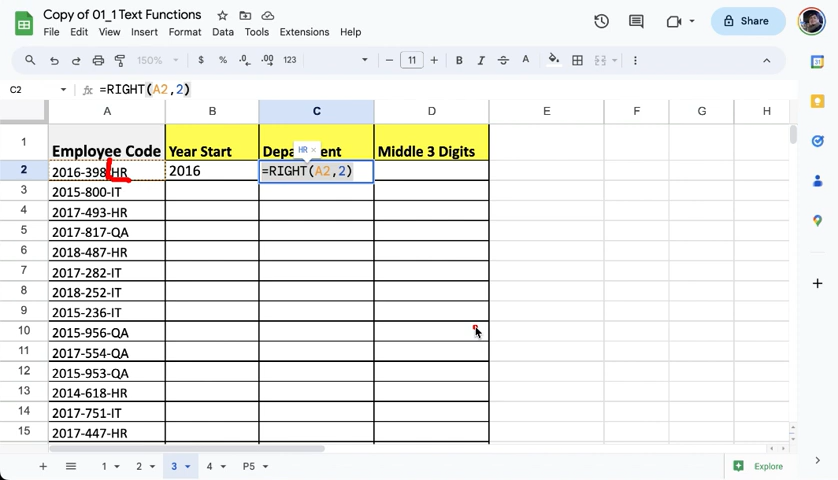 Copy of 01_1 Text Functions
Share
File Edit View Insert Format Data Tools Extensions Help
150% $ % .0 .00 123 11 B I S A
C2 fx =RIGHT(A2,2)
A B C D E F G H
1 Employee Code Year Start Middle 3 Digits
HR ×
2 2016-398-HR 2016 =RIGHT(A2,2)
3 2015-800-IT
4 2017-493-HR
5 2017-817-QA
6 2018-487-HR
7 2017-282-IT
8 2018-252-IT
9 2015-236-IT
10 2015-956-QA
11 2017-554-QA
12 2015-953-QA
13 2014-618-HR
14 2017-751-IT
15 2017-447-HR
+ 1 2 3 4 P5 Explore